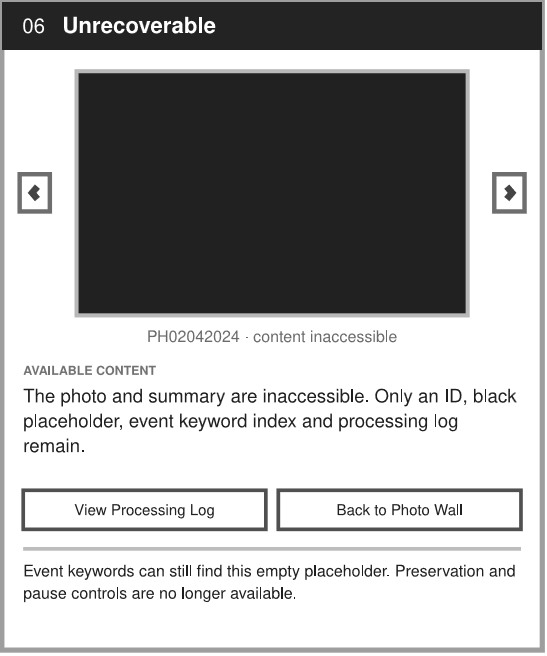 06 Unrecoverable
PH02042024 · content inaccessible
AVAILABLE CONTENT
The photo and summary are inaccessible. Only an ID, black
placeholder, event keyword index and processing log
remain.
View Processing Log
Back to Photo Wall
Event keywords can still find this empty placeholder. Preservation and
pause controls are no longer available.